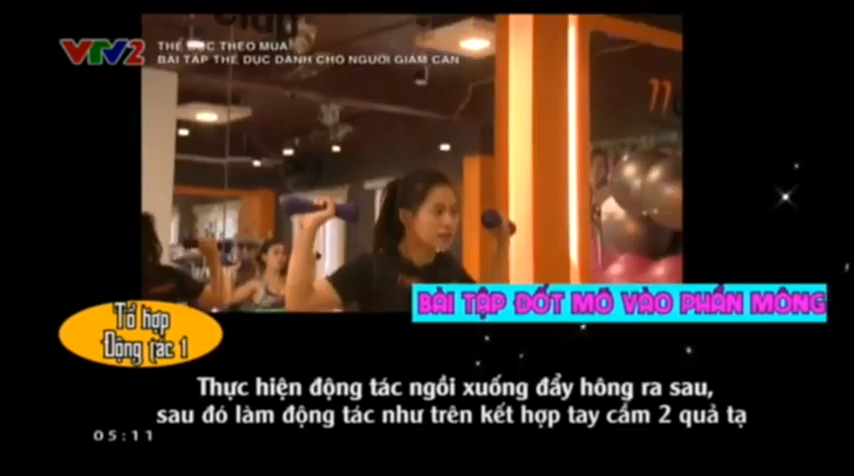 VTV2
THỂ DỤC THEO MÙA
BÀI TẬP THỂ DỤC DÀNH CHO NGƯỜI GIẢM CÂN
BÀI TẬP ĐỐT MỠ VÀO PHẦN MÔNG
Tổ hợp
Động tác 1
Thực hiện động tác ngồi xuống đẩy hông ra sau,
sau đó làm động tác như trên kết hợp tay cầm 2 quả tạ
05:11